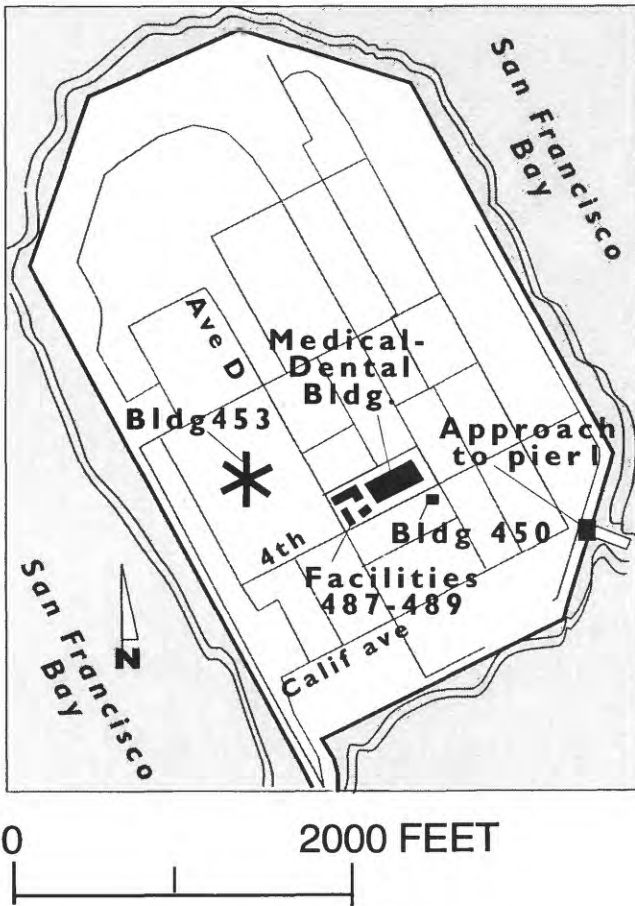 San Francisco
Bay
Ave D
Medical-
Dental
Bldg.
Bldg453
Approach
to pier1
4th
Bldg 450
Facilities
487-489
Calif ave
San Francisco
Bay
N
0 2000 FEET